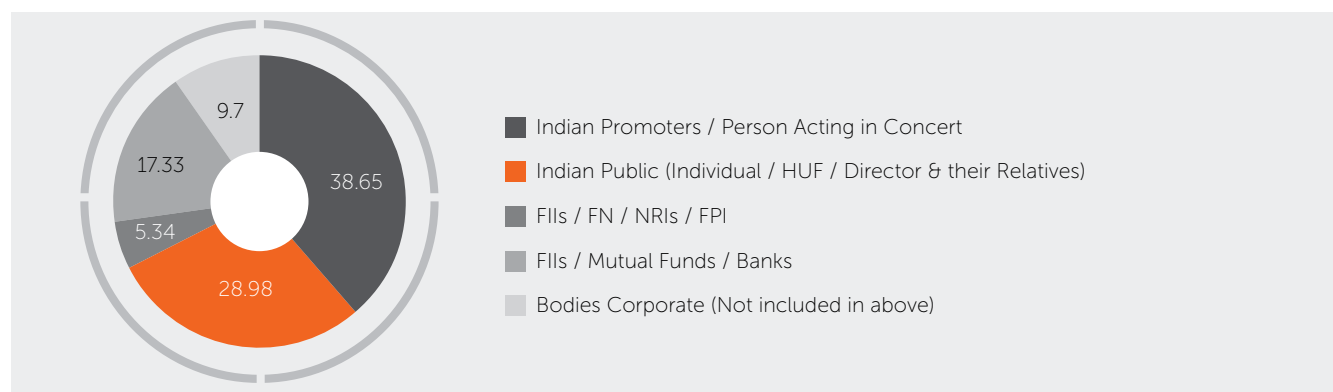 9.7
17.33
38.65
5.34
28.98
Indian Promoters / Person Acting in Concert
Indian Public (Individual / HUF / Director & their Relatives)
FIIs / FN / NRIs / FPI
FIIs / Mutual Funds / Banks
Bodies Corporate (Not included in above)